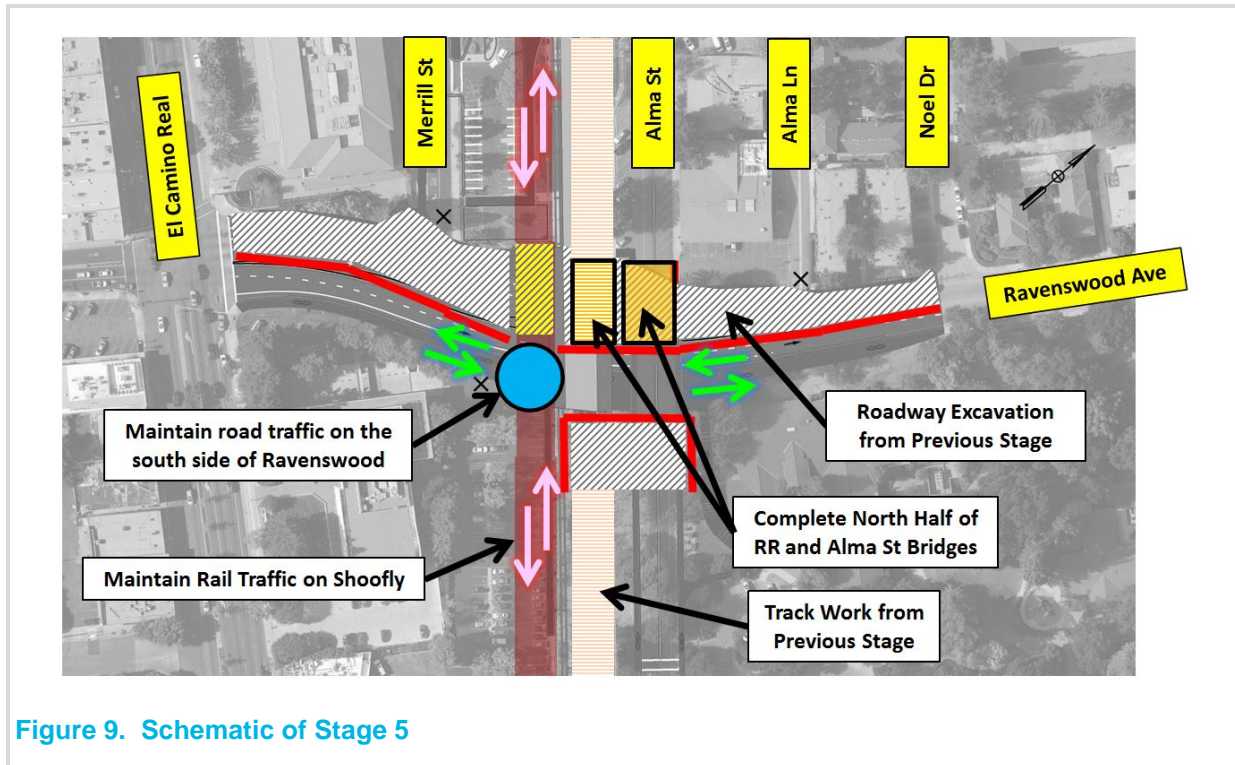 El Camino Real
Merrill St
Alma St
Alma Ln
Noel Dr
Ravenswood Ave
Maintain road traffic on the
south side of Ravenswood
Roadway Excavation
from Previous Stage
Complete North Half of
RR and Alma St Bridges
Maintain Rail Traffic on Shoofly
Track Work from
Previous Stage
Figure 9. Schematic of Stage 5